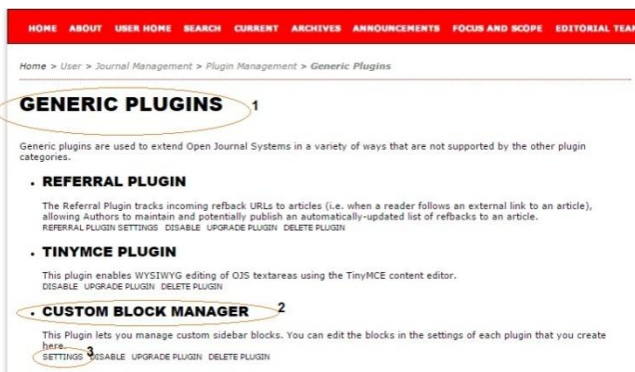 HOME ABOUT USER HOME SEARCH CURRENT ARCHIVES ANNOUNCEMENTS FOCUS AND SCOPE EDITORIAL TEAM
Home > User > Journal Management > Plugin Management > Generic Plugins
GENERIC PLUGINS 1
Generic plugins are used to extend Open Journal Systems in a variety of ways that are not supported by the other plugin
categories.
• REFERRAL PLUGIN
The Referral Plugin tracks incoming refback URLs to articles (i.e. when a reader follows an external link to an article),
allowing Authors to maintain and potentially publish an automatically-updated list of refbacks to an article.
REFERRAL PLUGIN SETTINGS DISABLE UPGRADE PLUGIN DELETE PLUGIN
• TINYMCE PLUGIN
This plugin enables WYSIWYG editing of OJS textareas using the TinyMCE content editor.
DISABLE UPGRADE PLUGIN DELETE PLUGIN
• CUSTOM BLOCK MANAGER 2
This Plugin lets you manage custom sidebar blocks. You can edit the blocks in the settings of each plugin that you create
here.
SETTINGS 3 DISABLE UPGRADE PLUGIN DELETE PLUGIN